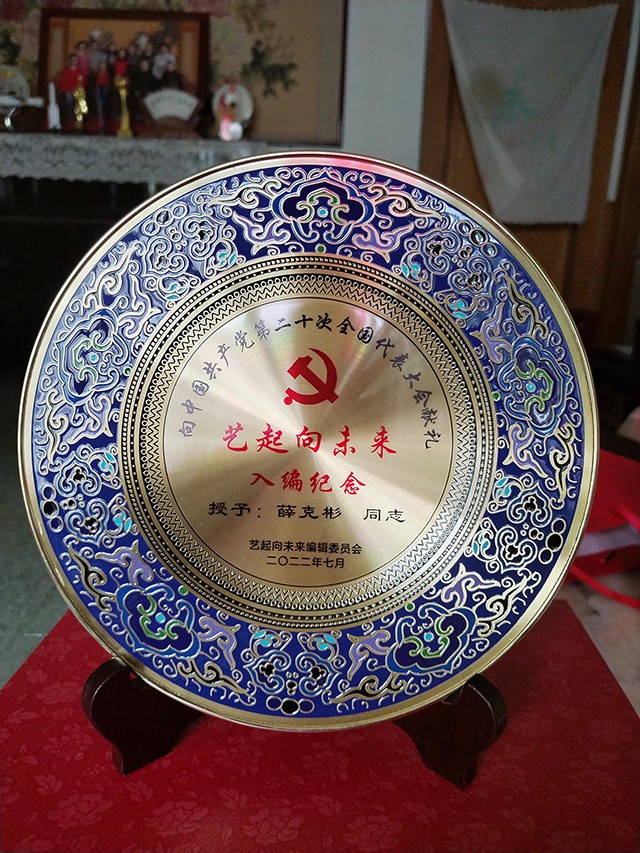 向中国共产党第二十次全国代表大会献礼
艺起向未来
入编纪念
授予：薛克彬 同志
艺起向未来编辑委员会
二〇二二年七月